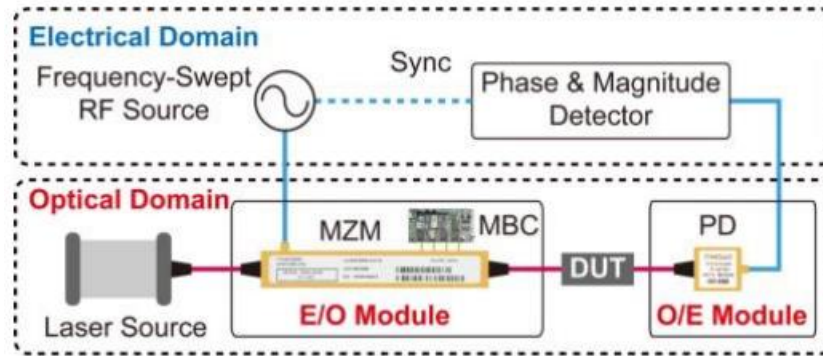 Electrical Domain
Frequency-Swept
RF Source
Sync
Phase & Magnitude
Detector
Optical Domain
MZM
MBC
PD
DUT
Laser Source
E/O Module
O/E Module